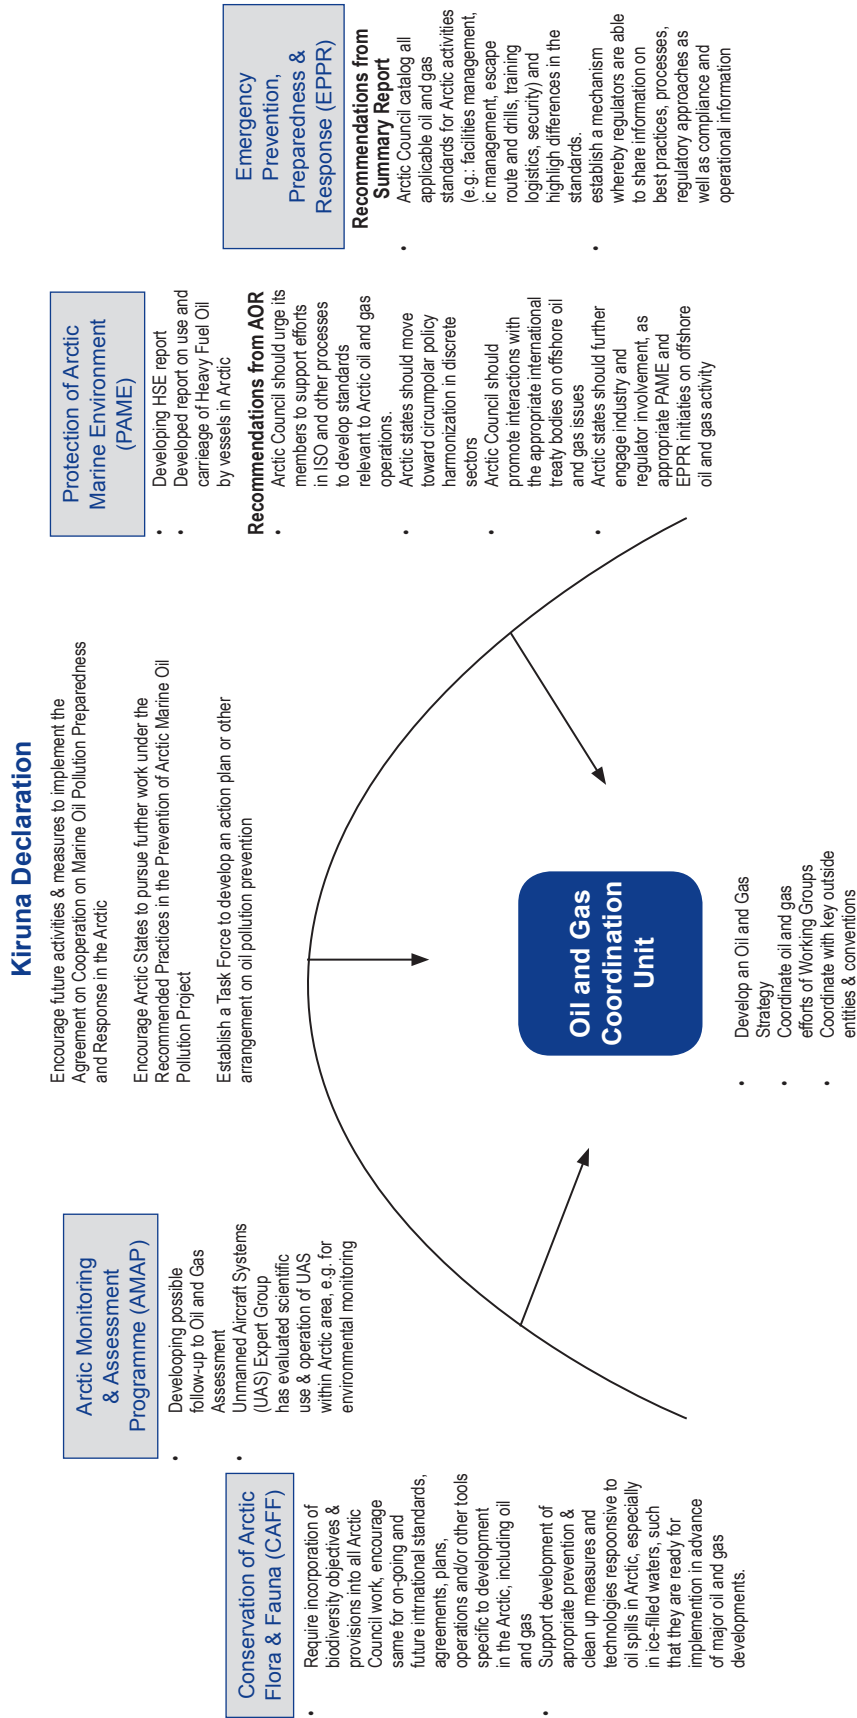 Kiruna Declaration
Encourage future activities & measures to implement the
Agreement on Cooperation on Marine Oil Pollution Preparedness
and Response in the Arctic
Encourage Arctic States to pursue further work under the
Recommended Practices in the Prevention of Arctic Marine Oil
Pollution Project
Establish a Task Force to develop an action plan or other
arrangement on oil pollution prevention
Conservation of Arctic
Flora & Fauna (CAFF)
• Require incorporation of
biodiversity objectives &
provisions into all Arctic
Council work, encourage
same for on-going and
future intrnational standards,
agreements, plans,
operations and/or other tools
specific to development
in the Arctic, including oil
and gas
• Support development of
apropriate prevention &
clean up measures and
technologies responsive to
oil spills in Arctic, especially
in ice-filled waters, such
that they are ready for
implemention in advance
of major oil and gas
developments.
Arctic Monitoring
& Assessment
Programme (AMAP)
• Develooping possible
follow-up to Oil and Gas
Assessment
• Unmanned Aircraft Systems
(UAS) Expert Group
has evaluated scientific
use & operation of UAS
within Arctic area, e.g. for
environmental monitoring
Protection of Arctic
Marine Environment
(PAME)
• Developing HSE report
• Developed report on use and
carrieage of Heavy Fuel Oil
by vessels in Arctic
Recommendations from AOR
• Arctic Council should urge its
members to support efforts
in ISO and other processes
to develop standards
relevant to Arctic oil and gas
operations.
• Arctic states should move
toward circumpolar policy
harmonization in discrete
sectors
• Arctic Council should
promote interactions with
the appropriate international
treaty bodies on offshore oil
and gas issues
• Arctic states should further
engage industry and
regulator involvement, as
appropriate PAME and
EPPR initiatives on offshore
oil and gas activity
Emergency
Prevention,
Preparedness &
Response (EPPR)
Recommendations from
Summary Report
• Arctic Council catalog all
applicable oil and gas
standards for Arctic activities
(e.g.: facilities management,
ic management, escape
route and drills, training
logistics, security) and
highligh differences in the
standards.
• establish a mechanism
whereby regulators are able
to share information on
best practices, processes,
regulatory approaches as
well as compliance and
operational information
Oil and Gas
Coordination
Unit
• Develop an Oil and Gas
Strategy
• Coordinate oil and gas
efforts of Working Groups
• Coordinate with key outside
entities & conventions